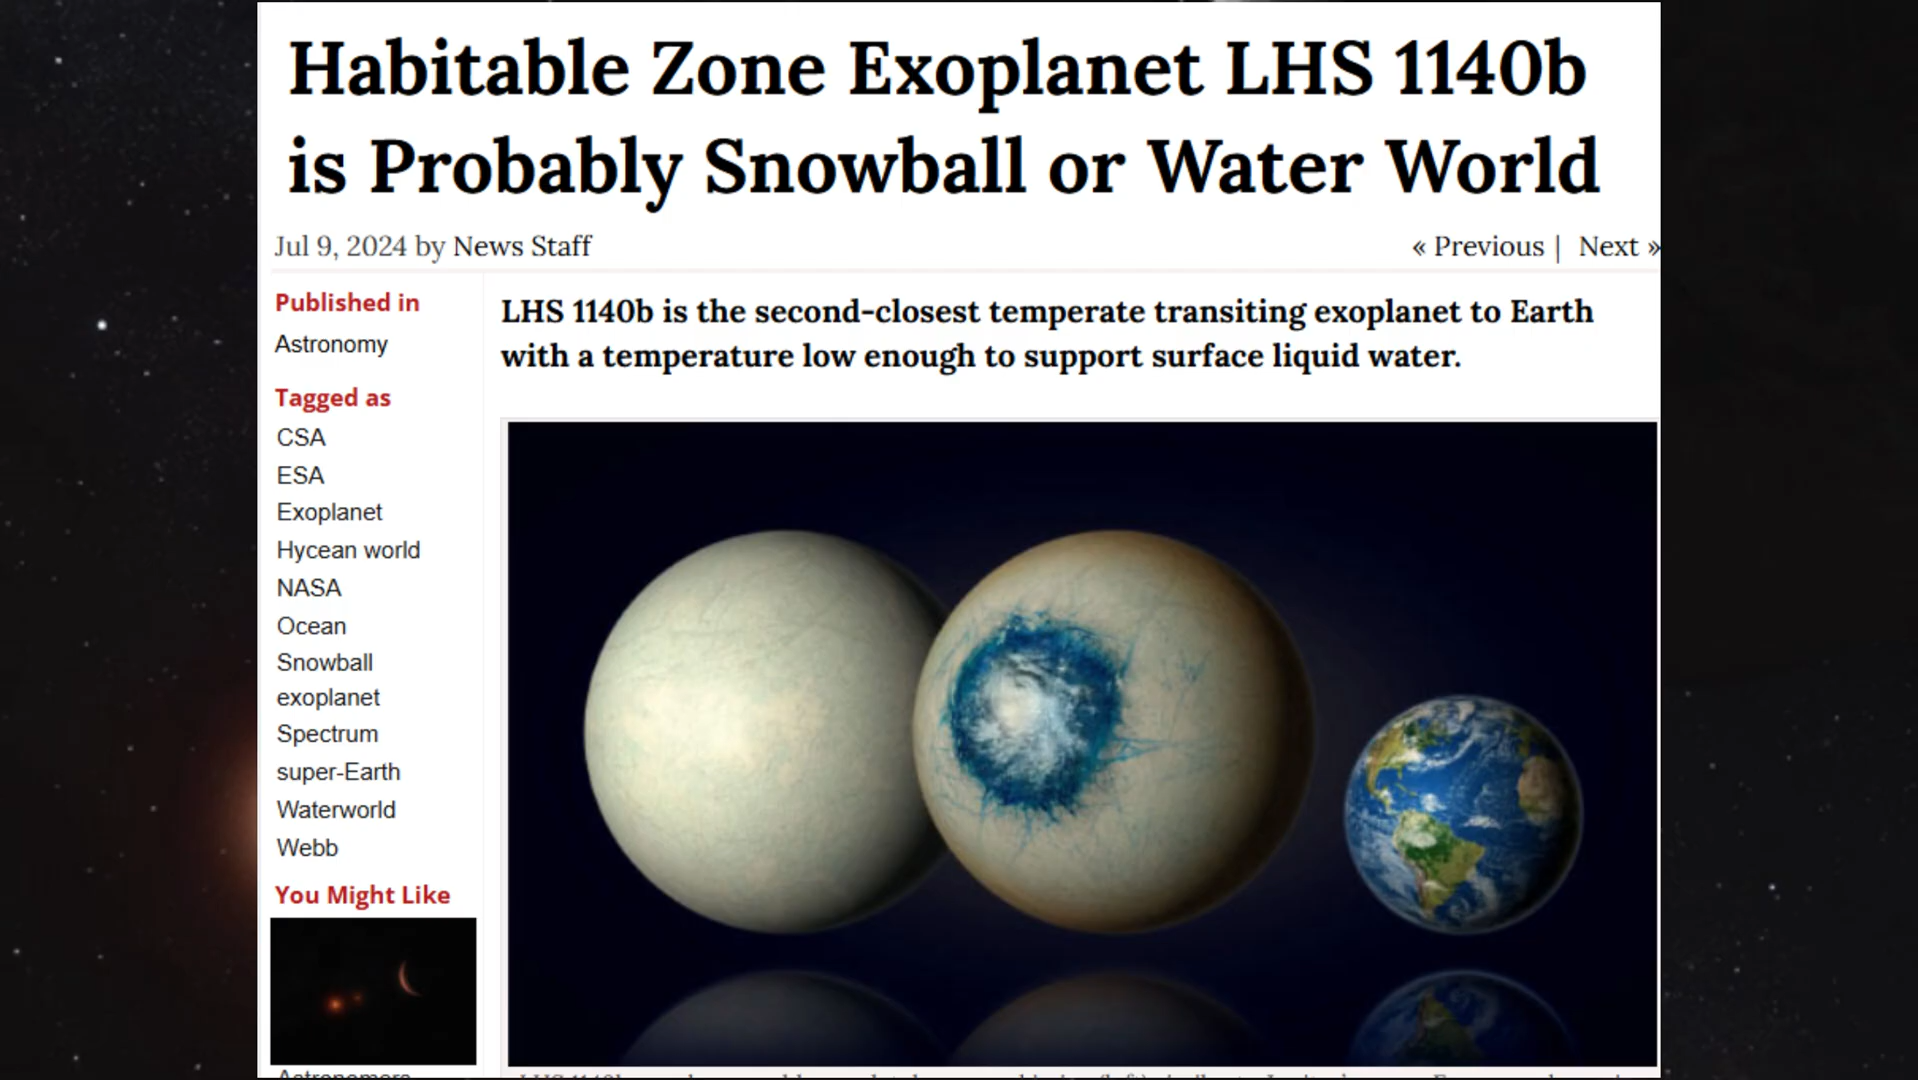 Habitable Zone Exoplanet LHS 1140b
is Probably Snowball or Water World
Jul 9, 2024 by News Staff
« Previous | Next »
Published in
Astronomy
Tagged as
CSA
ESA
Exoplanet
Hycean world
NASA
Ocean
Snowball
exoplanet
Spectrum
super-Earth
Waterworld
Webb
You Might Like
LHS 1140b is the second-closest temperate transiting exoplanet to Earth
with a temperature low enough to support surface liquid water.